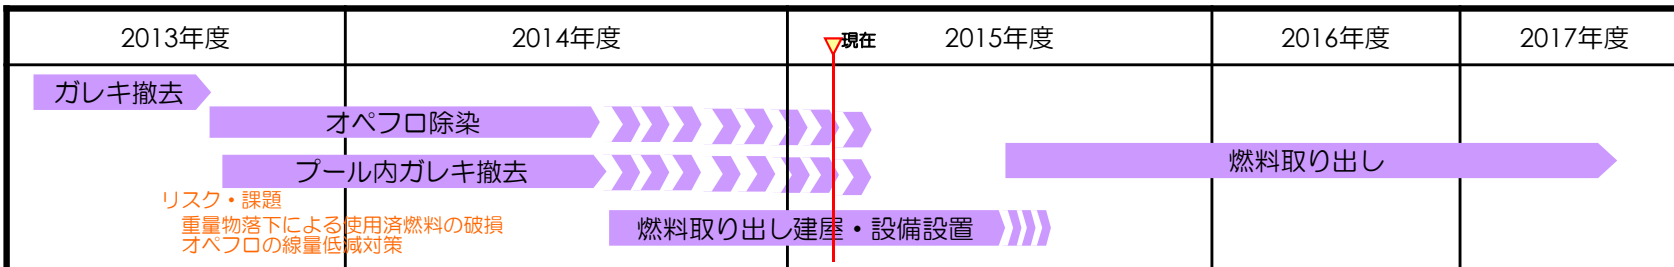 2013年度
2014年度
現在
2015年度
2016年度
2017年度
ガレキ撤去
オペフロ除染
プール内ガレキ撤去
燃料取り出し
リスク・課題
重量物落下による使用済燃料の破損
オペフロの線量低減対策
燃料取り出し建屋・設備設置